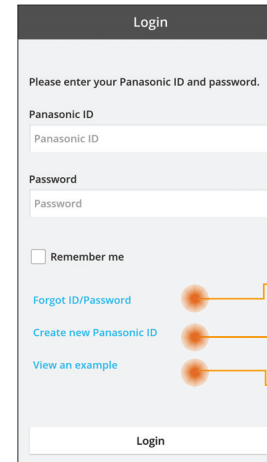 Login
Please enter your Panasonic ID and password.
Panasonic ID
Panasonic ID
Password
Password
Remember me
Forgot ID/Password
Create new Panasonic ID
View an example
Login